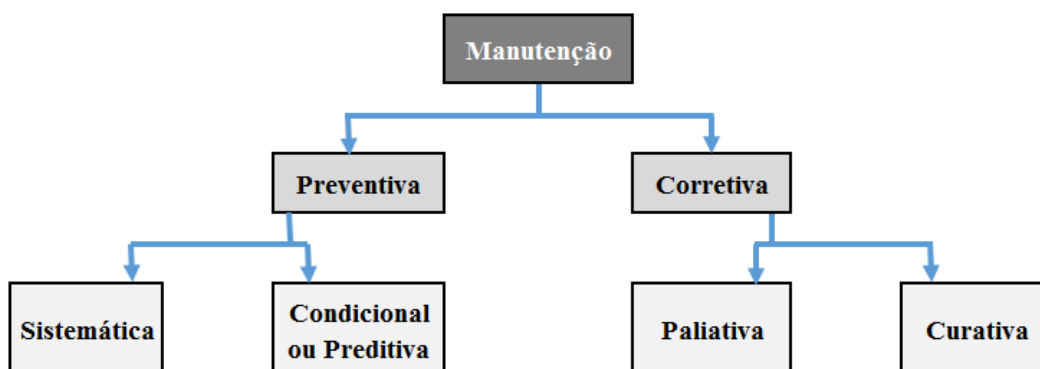 Manutenção
Preventiva
Corretiva
Sistemática
Condicional
ou Preditiva
Paliativa
Curativa